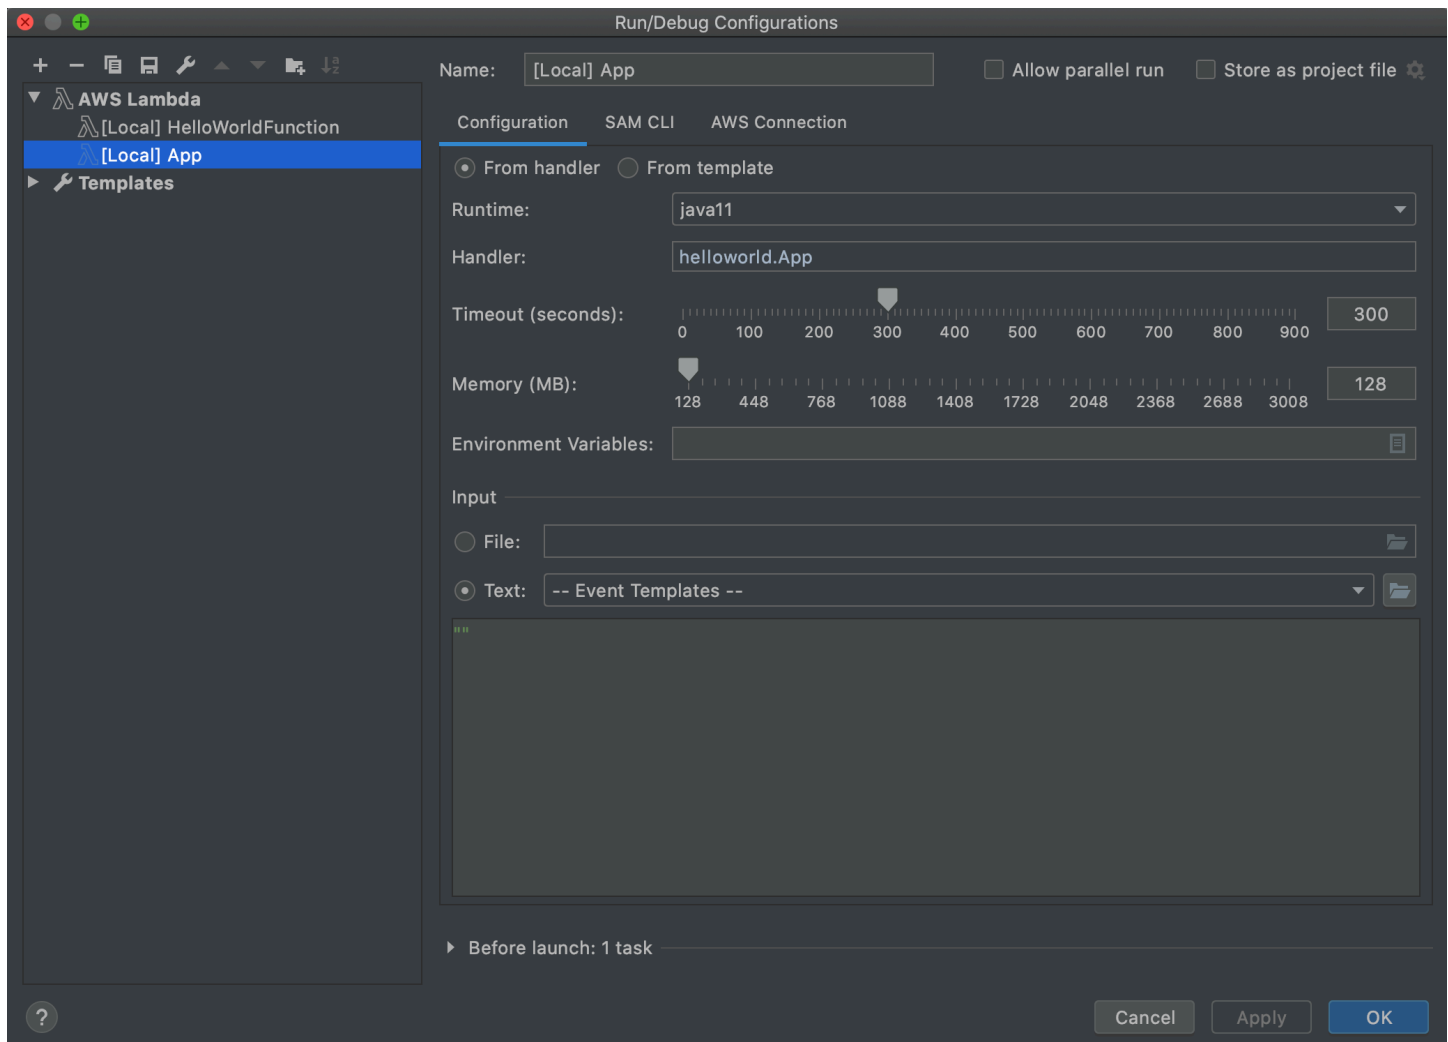 Run/Debug Configurations
Name: [Local] App Allow parallel run Store as project file
AWS Lambda
[Local] HelloWorldFunction
[Local] App
Templates
Configuration SAM CLI AWS Connection
From handler From template
Runtime: java11
Handler: helloworld.App
Timeout (seconds): 300
0 100 200 300 400 500 600 700 800 900
Memory (MB): 128
128 448 768 1088 1408 1728 2048 2368 2688 3008
Environment Variables:
Input
File:
Text: -- Event Templates --
""
Before launch: 1 task
? Cancel Apply OK